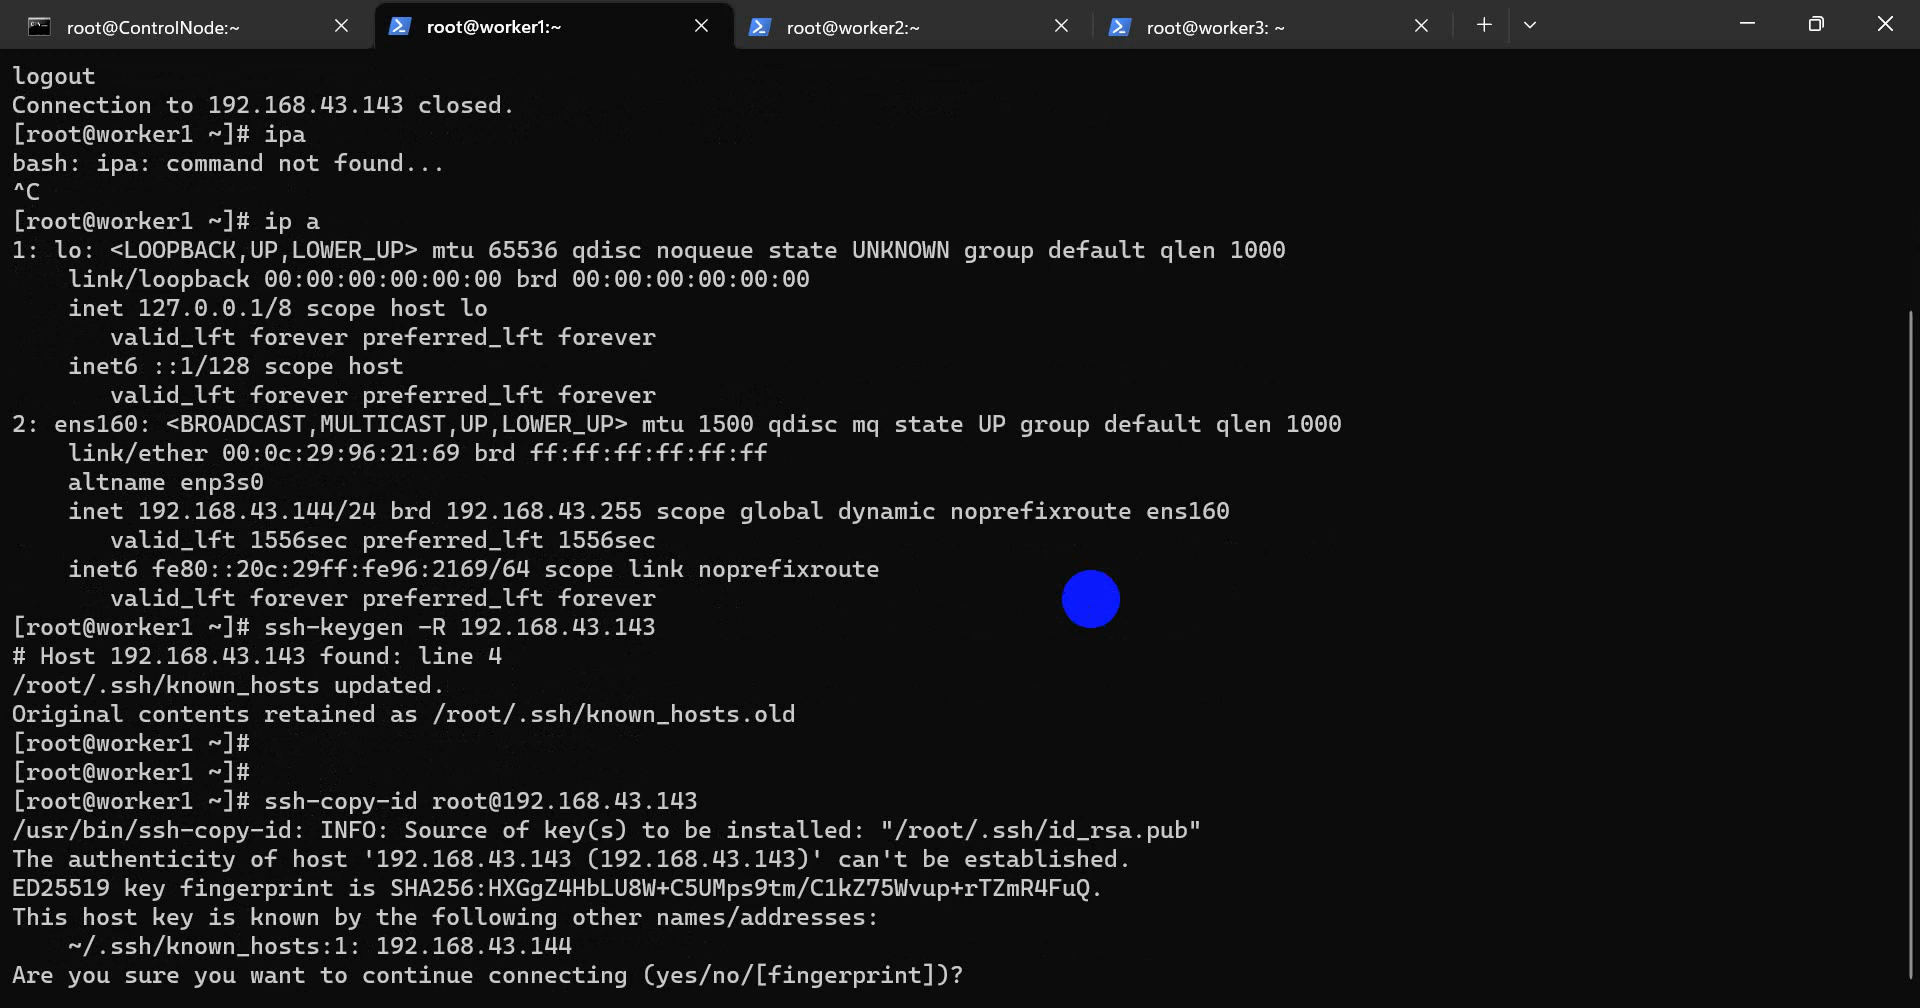 root@ControlNode:~
root@worker1:~
root@worker2:~
root@worker3: ~
logout
Connection to 192.168.43.143 closed.
[root@worker1 ~]# ipa
bash: ipa: command not found...
^C
[root@worker1 ~]# ip a
1: lo: <LOOPBACK,UP,LOWER_UP> mtu 65536 qdisc noqueue state UNKNOWN group default qlen 1000
    link/loopback 00:00:00:00:00:00 brd 00:00:00:00:00:00
    inet 127.0.0.1/8 scope host lo
       valid_lft forever preferred_lft forever
    inet6 ::1/128 scope host
       valid_lft forever preferred_lft forever
2: ens160: <BROADCAST,MULTICAST,UP,LOWER_UP> mtu 1500 qdisc mq state UP group default qlen 1000
    link/ether 00:0c:29:96:21:69 brd ff:ff:ff:ff:ff:ff
    altname enp3s0
    inet 192.168.43.144/24 brd 192.168.43.255 scope global dynamic noprefixroute ens160
       valid_lft 1556sec preferred_lft 1556sec
    inet6 fe80::20c:29ff:fe96:2169/64 scope link noprefixroute
       valid_lft forever preferred_lft forever
[root@worker1 ~]# ssh-keygen -R 192.168.43.143
# Host 192.168.43.143 found: line 4
/root/.ssh/known_hosts updated.
Original contents retained as /root/.ssh/known_hosts.old
[root@worker1 ~]#
[root@worker1 ~]#
[root@worker1 ~]# ssh-copy-id root@192.168.43.143
/usr/bin/ssh-copy-id: INFO: Source of key(s) to be installed: "/root/.ssh/id_rsa.pub"
The authenticity of host '192.168.43.143 (192.168.43.143)' can't be established.
ED25519 key fingerprint is SHA256:HXGgZ4HbLU8W+C5UMps9tm/C1kZ75Wvup+rTZmR4FuQ.
This host key is known by the following other names/addresses:
    ~/.ssh/known_hosts:1: 192.168.43.144
Are you sure you want to continue connecting (yes/no/[fingerprint])?